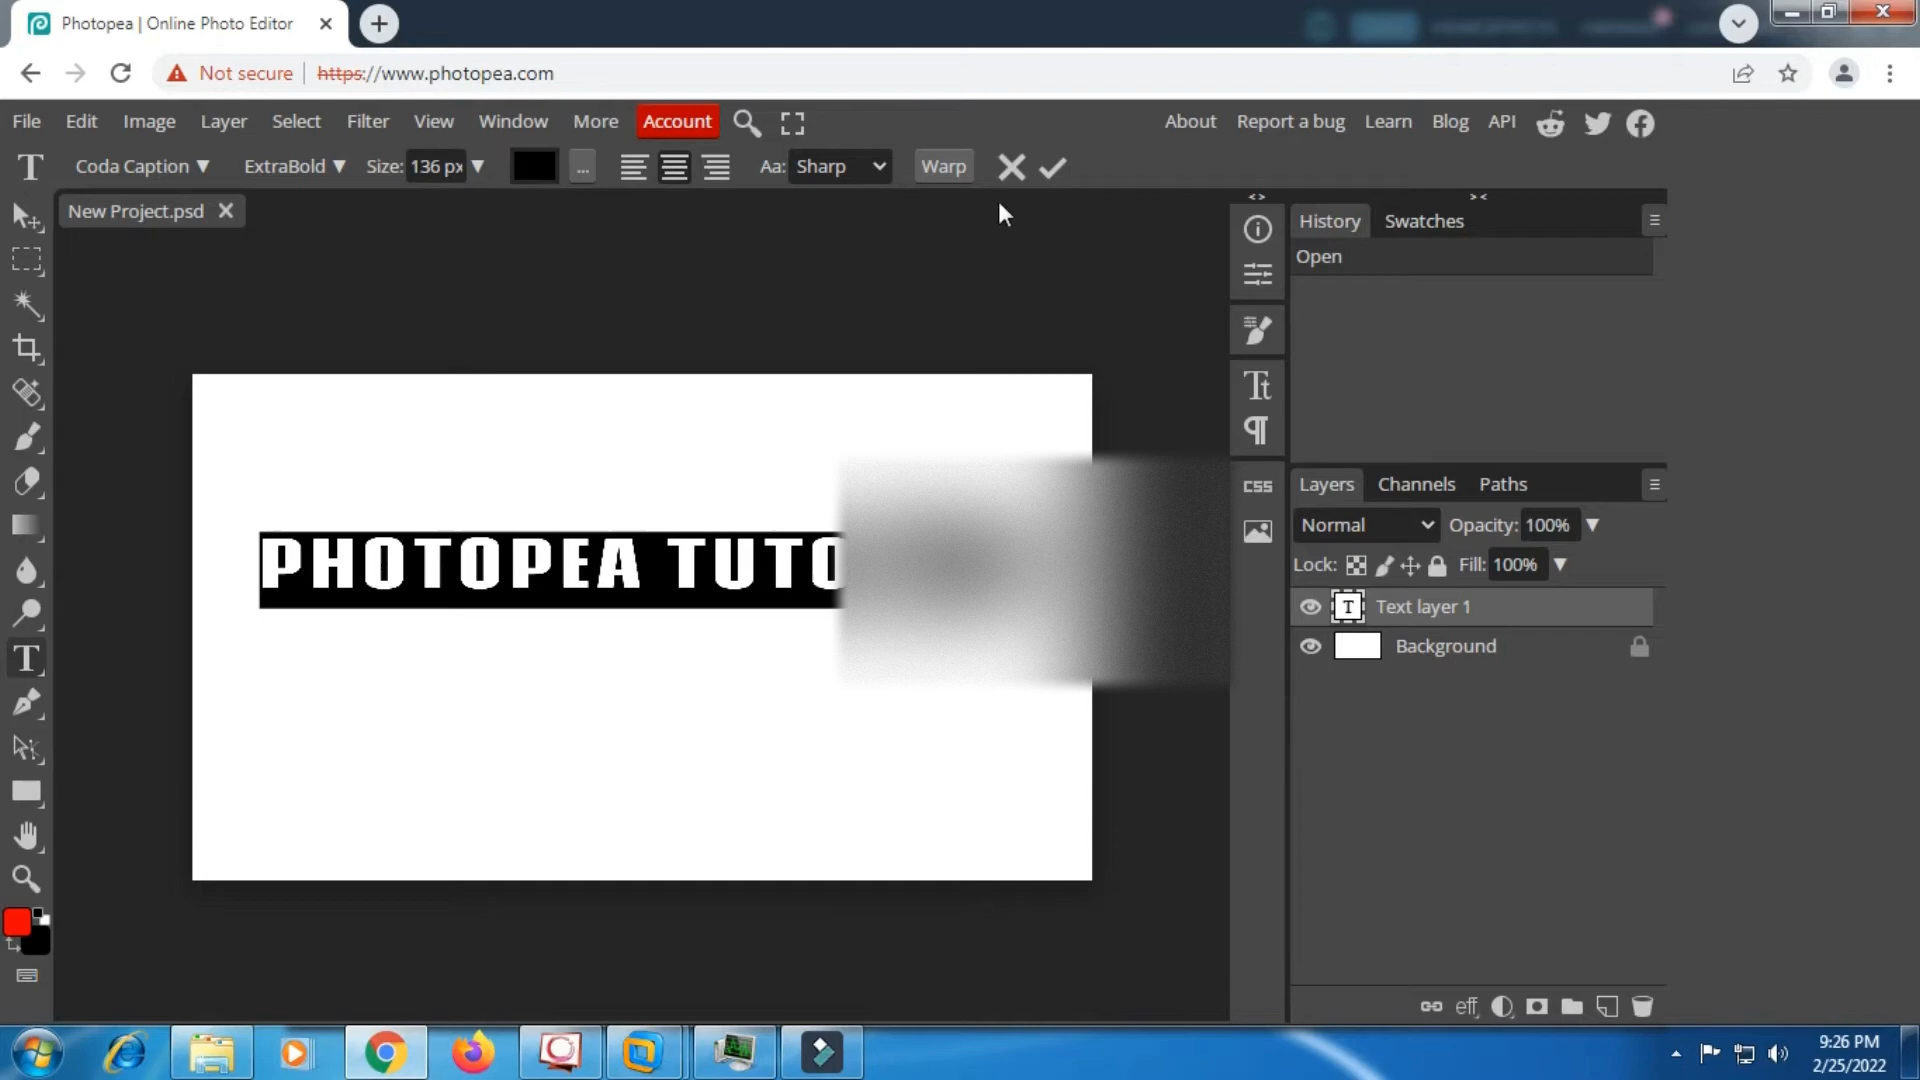 Photopea | Online Photo Editor
Not secure https://www.photopea.com
File Edit Image Layer Select Filter View Window More Account About Report a bug Learn Blog API
T Coda Caption ExtraBold Size: 136 px ... Aa: Sharp Warp
New Project.psd
History Swatches
Open
PHOTOPEA
Tt
CSS
Layers Channels Paths
Normal Opacity: 100%
Lock: Fill: 100%
T Text layer 1
Background
T
eff
9:26 PM
2/25/2022